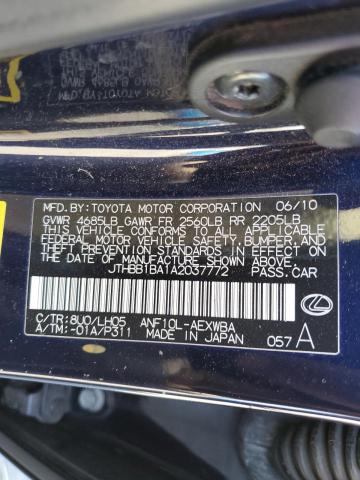 MFD. BY: TOYOTA MOTOR CORPORATION 06/10
GVWR 4685LB GAWR FR 2560LB RR 2205LB
THIS VEHICLE CONFORMS TO ALL APPLICABLE
FEDERAL MOTOR VEHICLE SAFETY, BUMPER, AND
THEFT PREVENTION STANDARDS IN EFFECT ON
THE DATE OF MANUFACTURE SHOWN ABOVE.
JTHBB1BA1A2037772 PASS. CAR
C/TR: 8U0/LH05 ANF10L-AEXWBA
A/TM: -01A/P311 MADE IN JAPAN 057 A